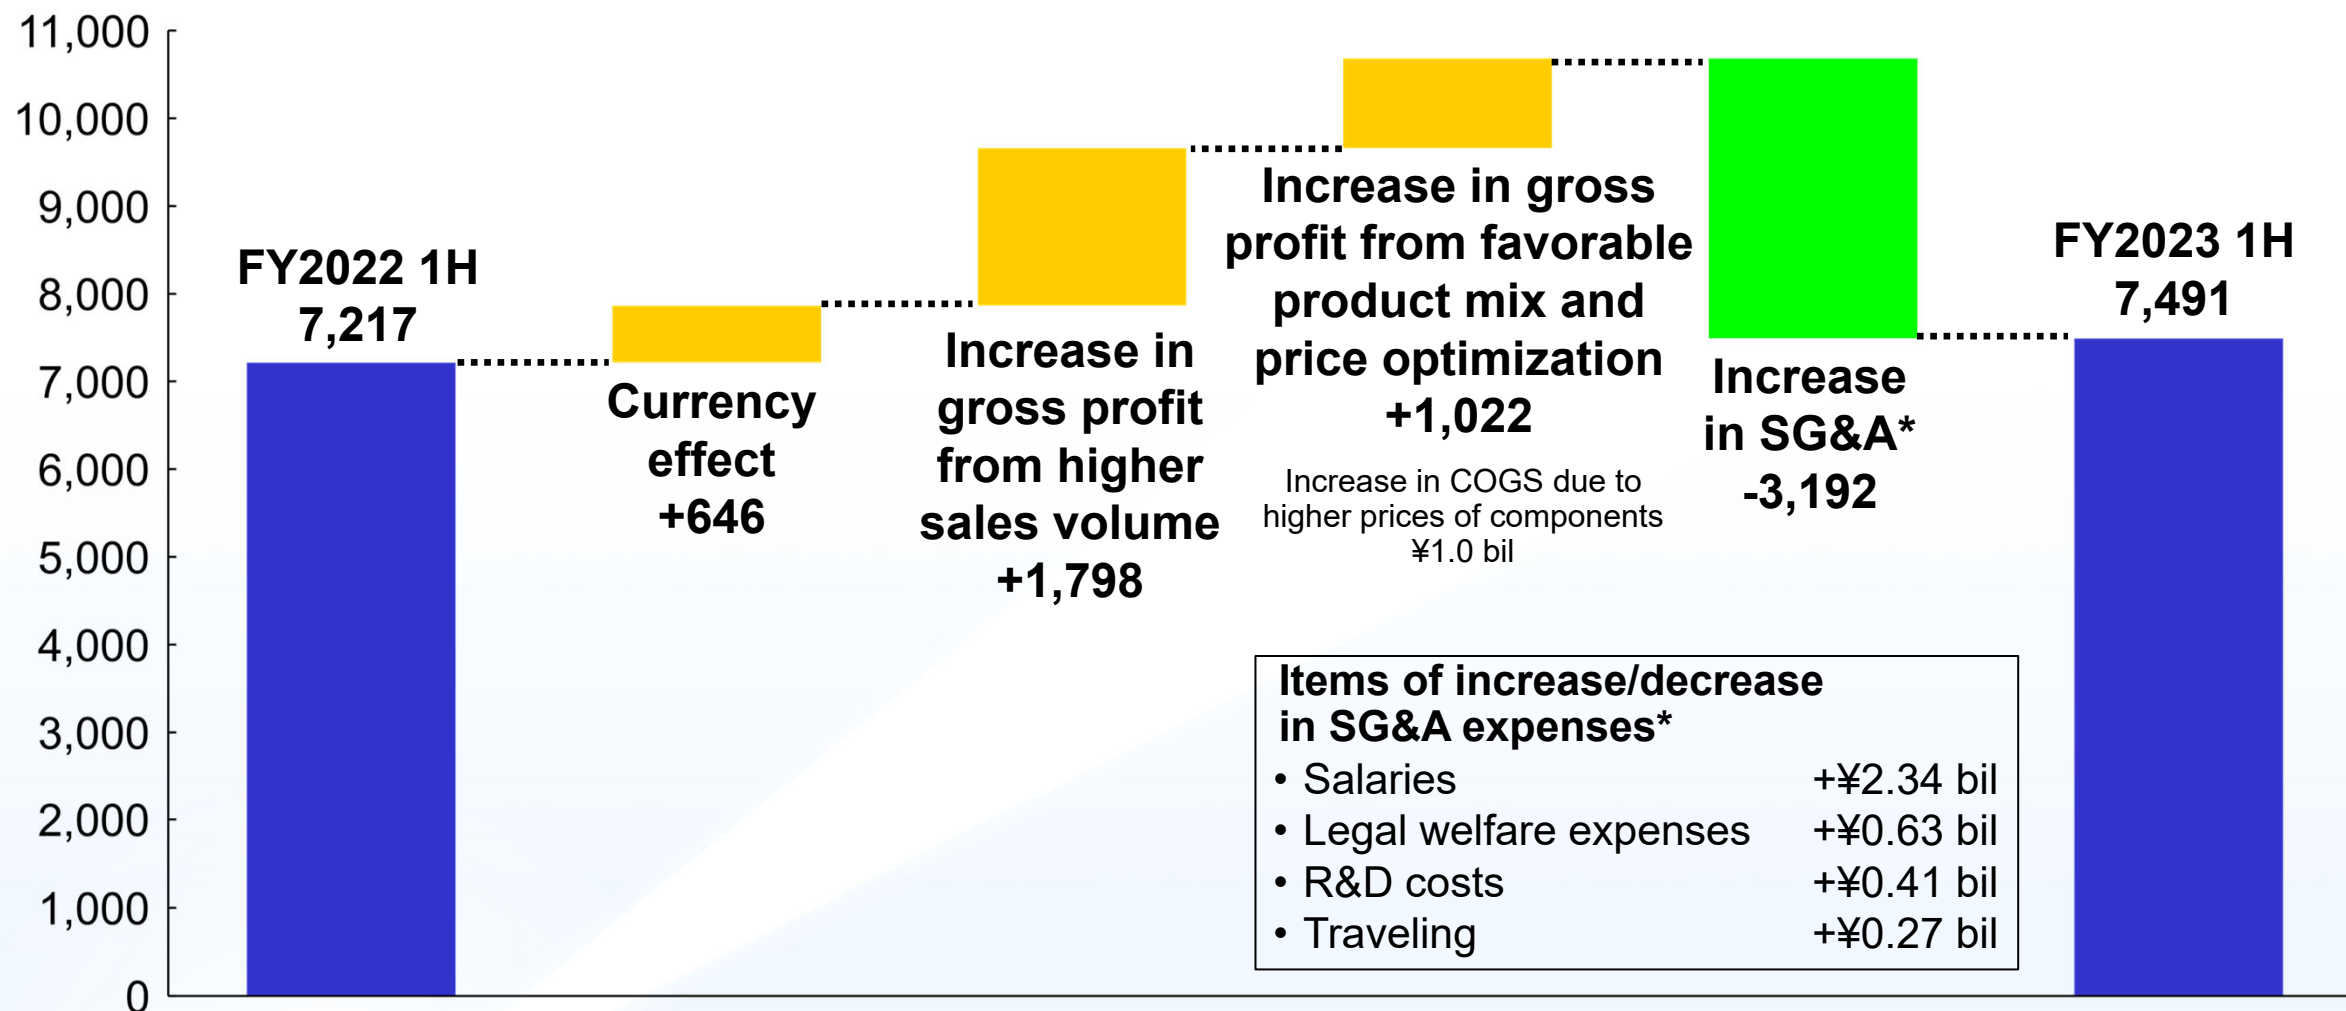 11,000
10,000
9,000
8,000
7,000
6,000
5,000
4,000
3,000
2,000
1,000
0
FY2022 1H
7,217
Currency
effect
+646
Increase in
gross profit
from higher
sales volume
+1,798
Increase in gross
profit from favorable
product mix and
price optimization
+1,022
Increase in COGS due to
higher prices of components
¥1.0 bil
Increase
in SG&A*
-3,192
FY2023 1H
7,491
Items of increase/decrease
in SG&A expenses*
• Salaries +¥2.34 bil
• Legal welfare expenses +¥0.63 bil
• R&D costs +¥0.41 bil
• Traveling +¥0.27 bil